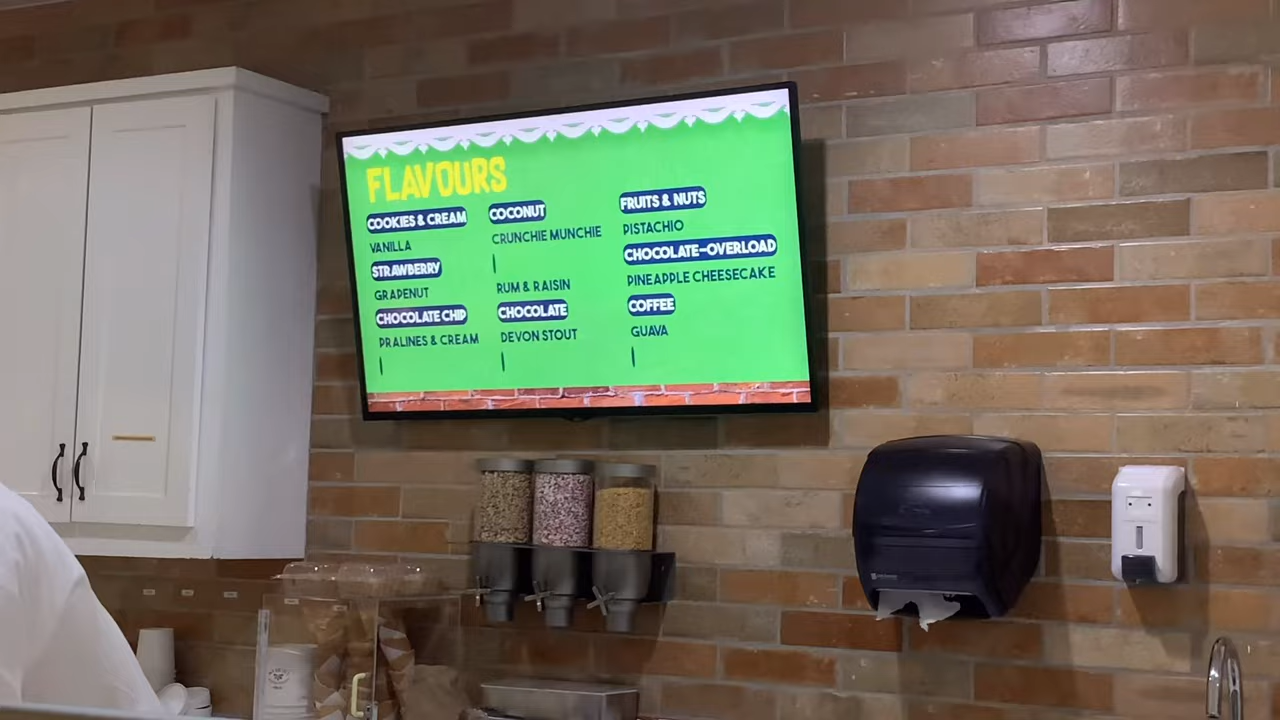 FLAVOURS
COOKIES & CREAM
VANILLA
STRAWBERRY
GRAPENUT
CHOCOLATE CHIP
PRALINES & CREAM
COCONUT
CRUNCHIE MUNCHIE
RUM & RAISIN
CHOCOLATE
DEVON STOUT
FRUITS & NUTS
PISTACHIO
CHOCOLATE-OVERLOAD
PINEAPPLE CHEESECAKE
COFFEE
GUAVA